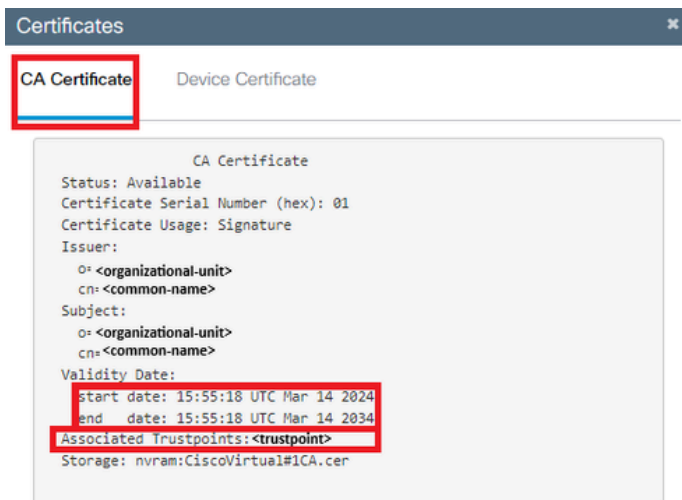 Certificates ✖
CA Certificate Device Certificate
CA Certificate
Status: Available
Certificate Serial Number (hex): 01
Certificate Usage: Signature
Issuer:
o= <organizational-unit>
cn= <common-name>
Subject:
o= <organizational-unit>
cn= <common-name>
Validity Date:
start date: 15:55:18 UTC Mar 14 2024
end date: 15:55:18 UTC Mar 14 2034
Associated Trustpoints: <trustpoint>
Storage: nvram:CiscoVirtual#1CA.cer